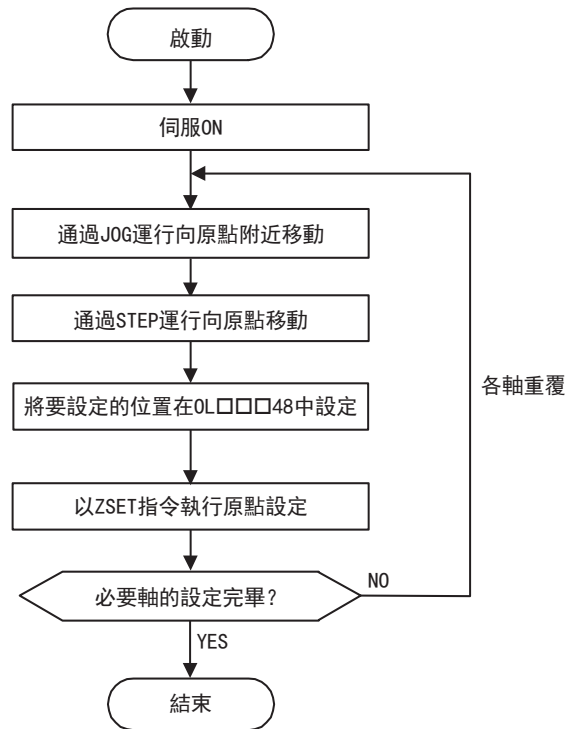 啟動
伺服ON
通過JOG運行向原點附近移動
通過STEP運行向原點移動
將要設定的位置在OL□□□48中設定
各軸重覆
以ZSET指令執行原點設定
必要軸的設定完畢?
NO
YES
結束